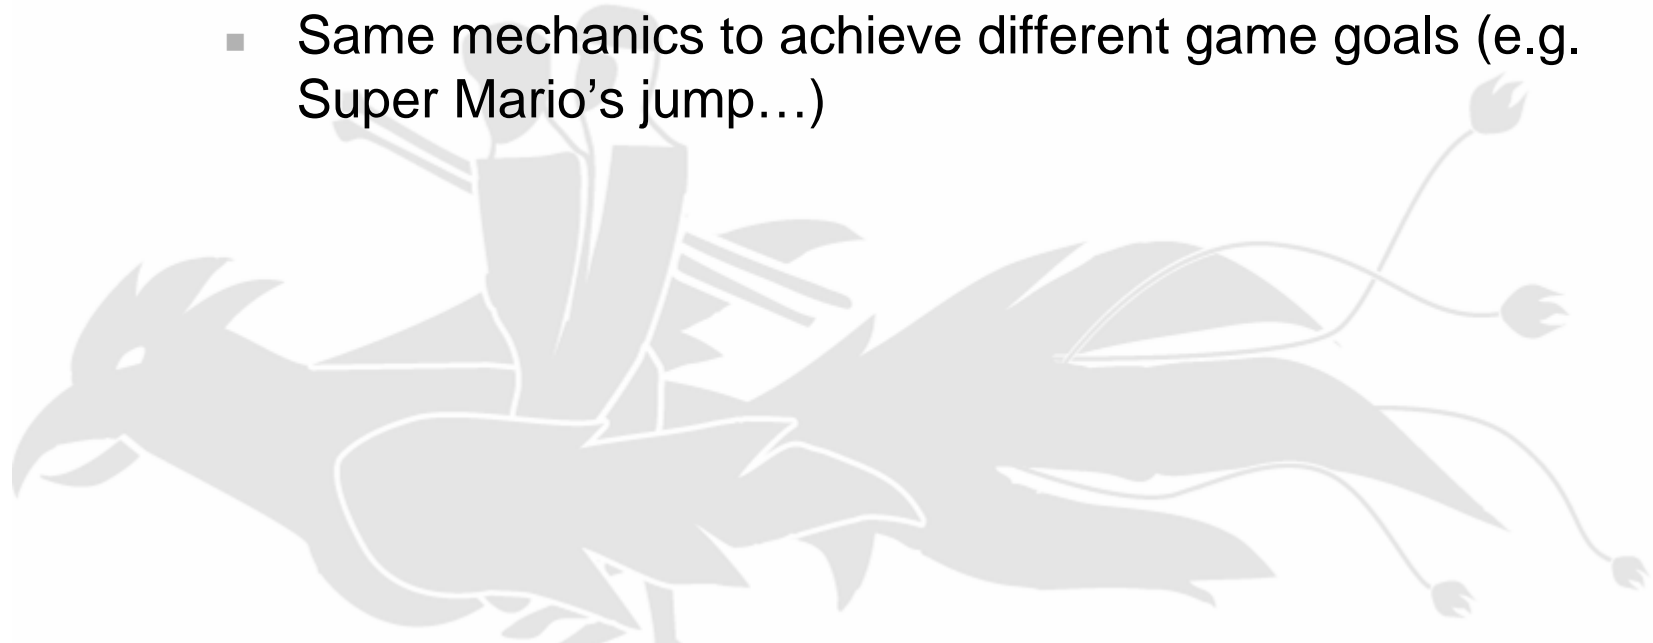 ▪ Same mechanics to achieve different game goals (e.g.
Super Mario’s jump…)